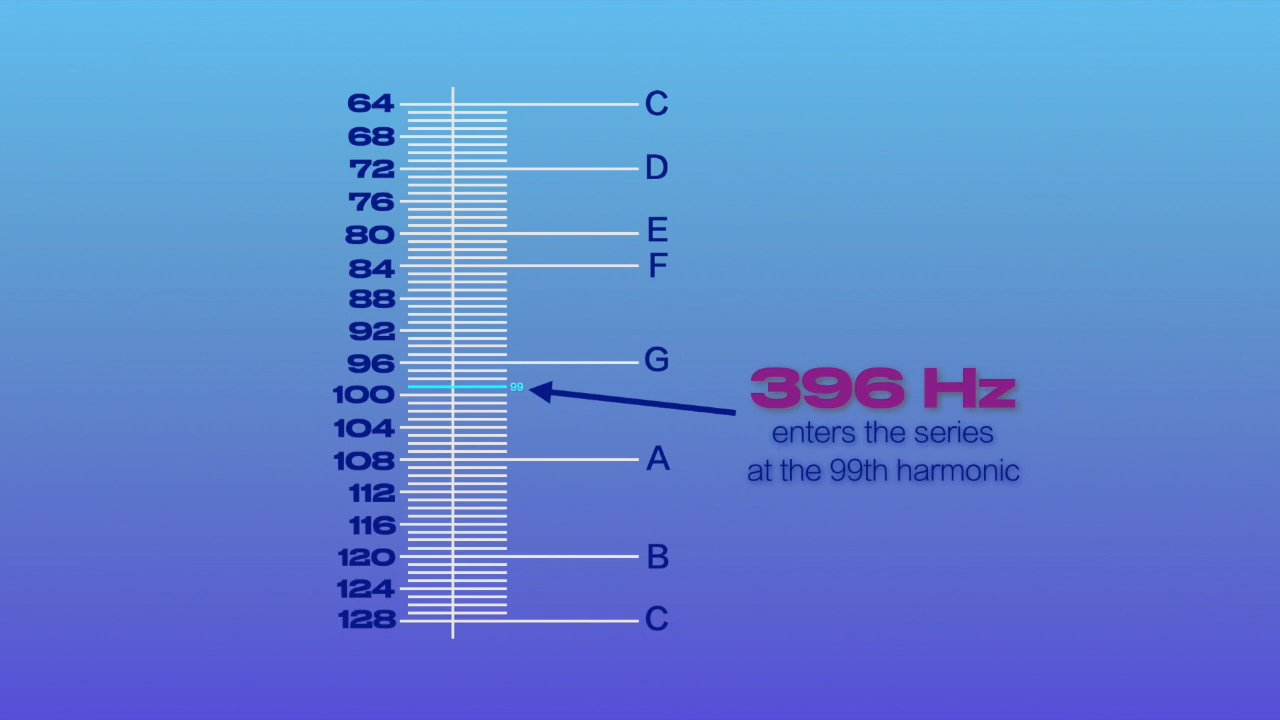 64 C
68
72 D
76
80 E
84 F
88
92
96 G
99
100
104
108 A
112
116
120 B
124
128 C
396 Hz
enters the series
at the 99th harmonic